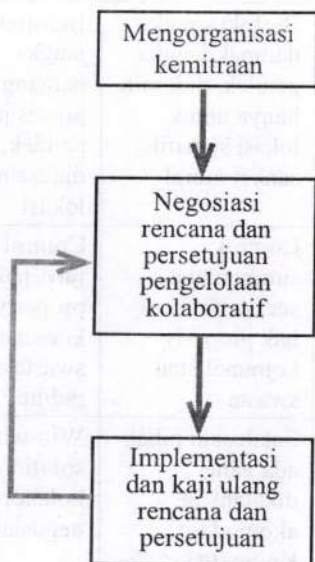 Mengorganisasi
kemitraan
Negosiasi
rencana dan
persetujuan
pengelolaan
kolaboratif
Implementasi
dan kaji ulang
rencana dan
persetujuan